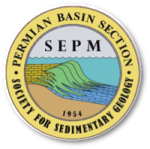 PERMIAN BASIN SECTION
SEPM
1954
SOCIETY FOR SEDIMENTARY GEOLOGY